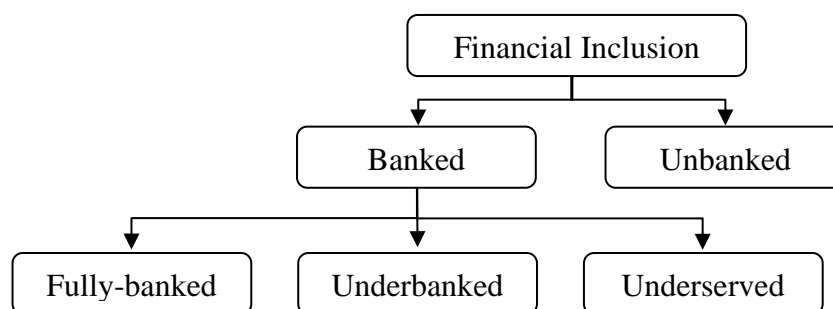 Financial Inclusion
Banked
Unbanked
Fully-banked
Underbanked
Underserved